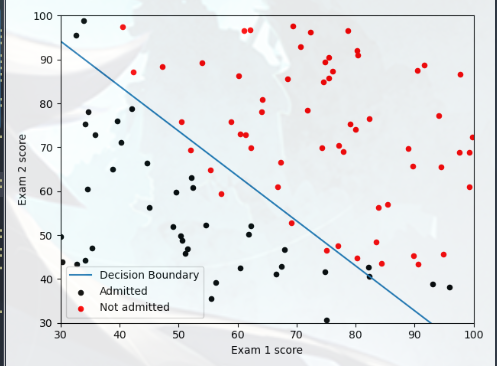 100
90
80
70
60
50
40
30
Exam 2 score
Decision Boundary
Admitted
Not admitted
30 40 50 60 70 80 90 100
Exam 1 score